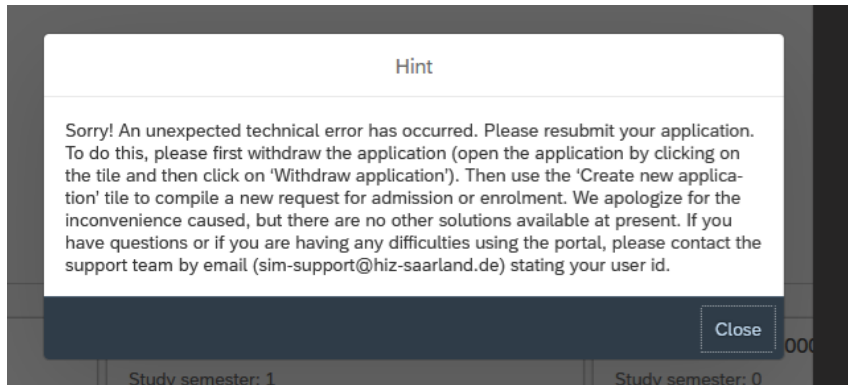 Hint
Sorry! An unexpected technical error has occurred. Please resubmit your application.
To do this, please first withdraw the application (open the application by clicking on
the tile and then click on ‘Withdraw application’). Then use the ‘Create new applica-
tion’ tile to compile a new request for admission or enrolment. We apologize for the
inconvenience caused, but there are no other solutions available at present. If you
have questions or if you are having any difficulties using the portal, please contact the
support team by email (sim-support@hiz-saarland.de) stating your user id.
Close
Study semester: 1
Study semester: 0